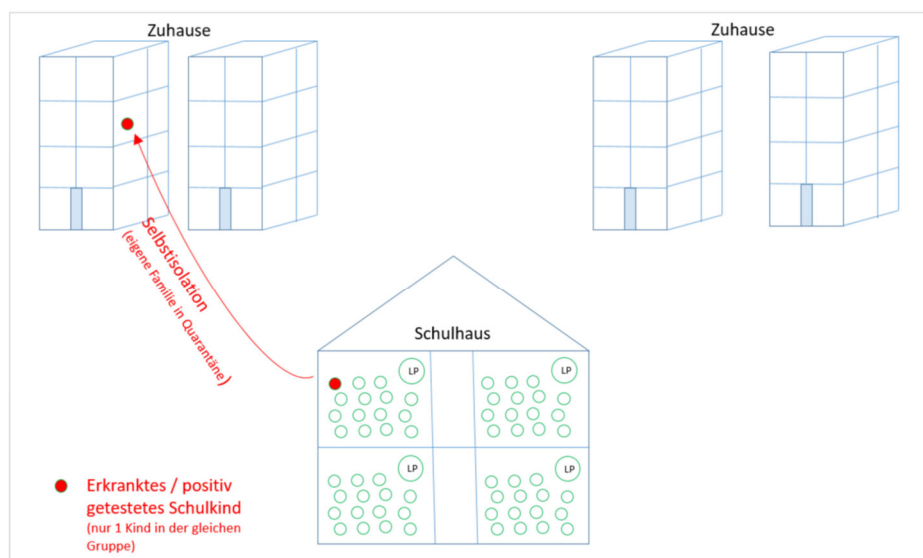 Zuhause
Zuhause
Selbstisolation
(eigene Familie in Quarantäne)
Schulhaus
LP
LP
LP
LP
Erkranktes / positiv
getestetes Schulkind
(nur 1 Kind in der gleichen
Gruppe)